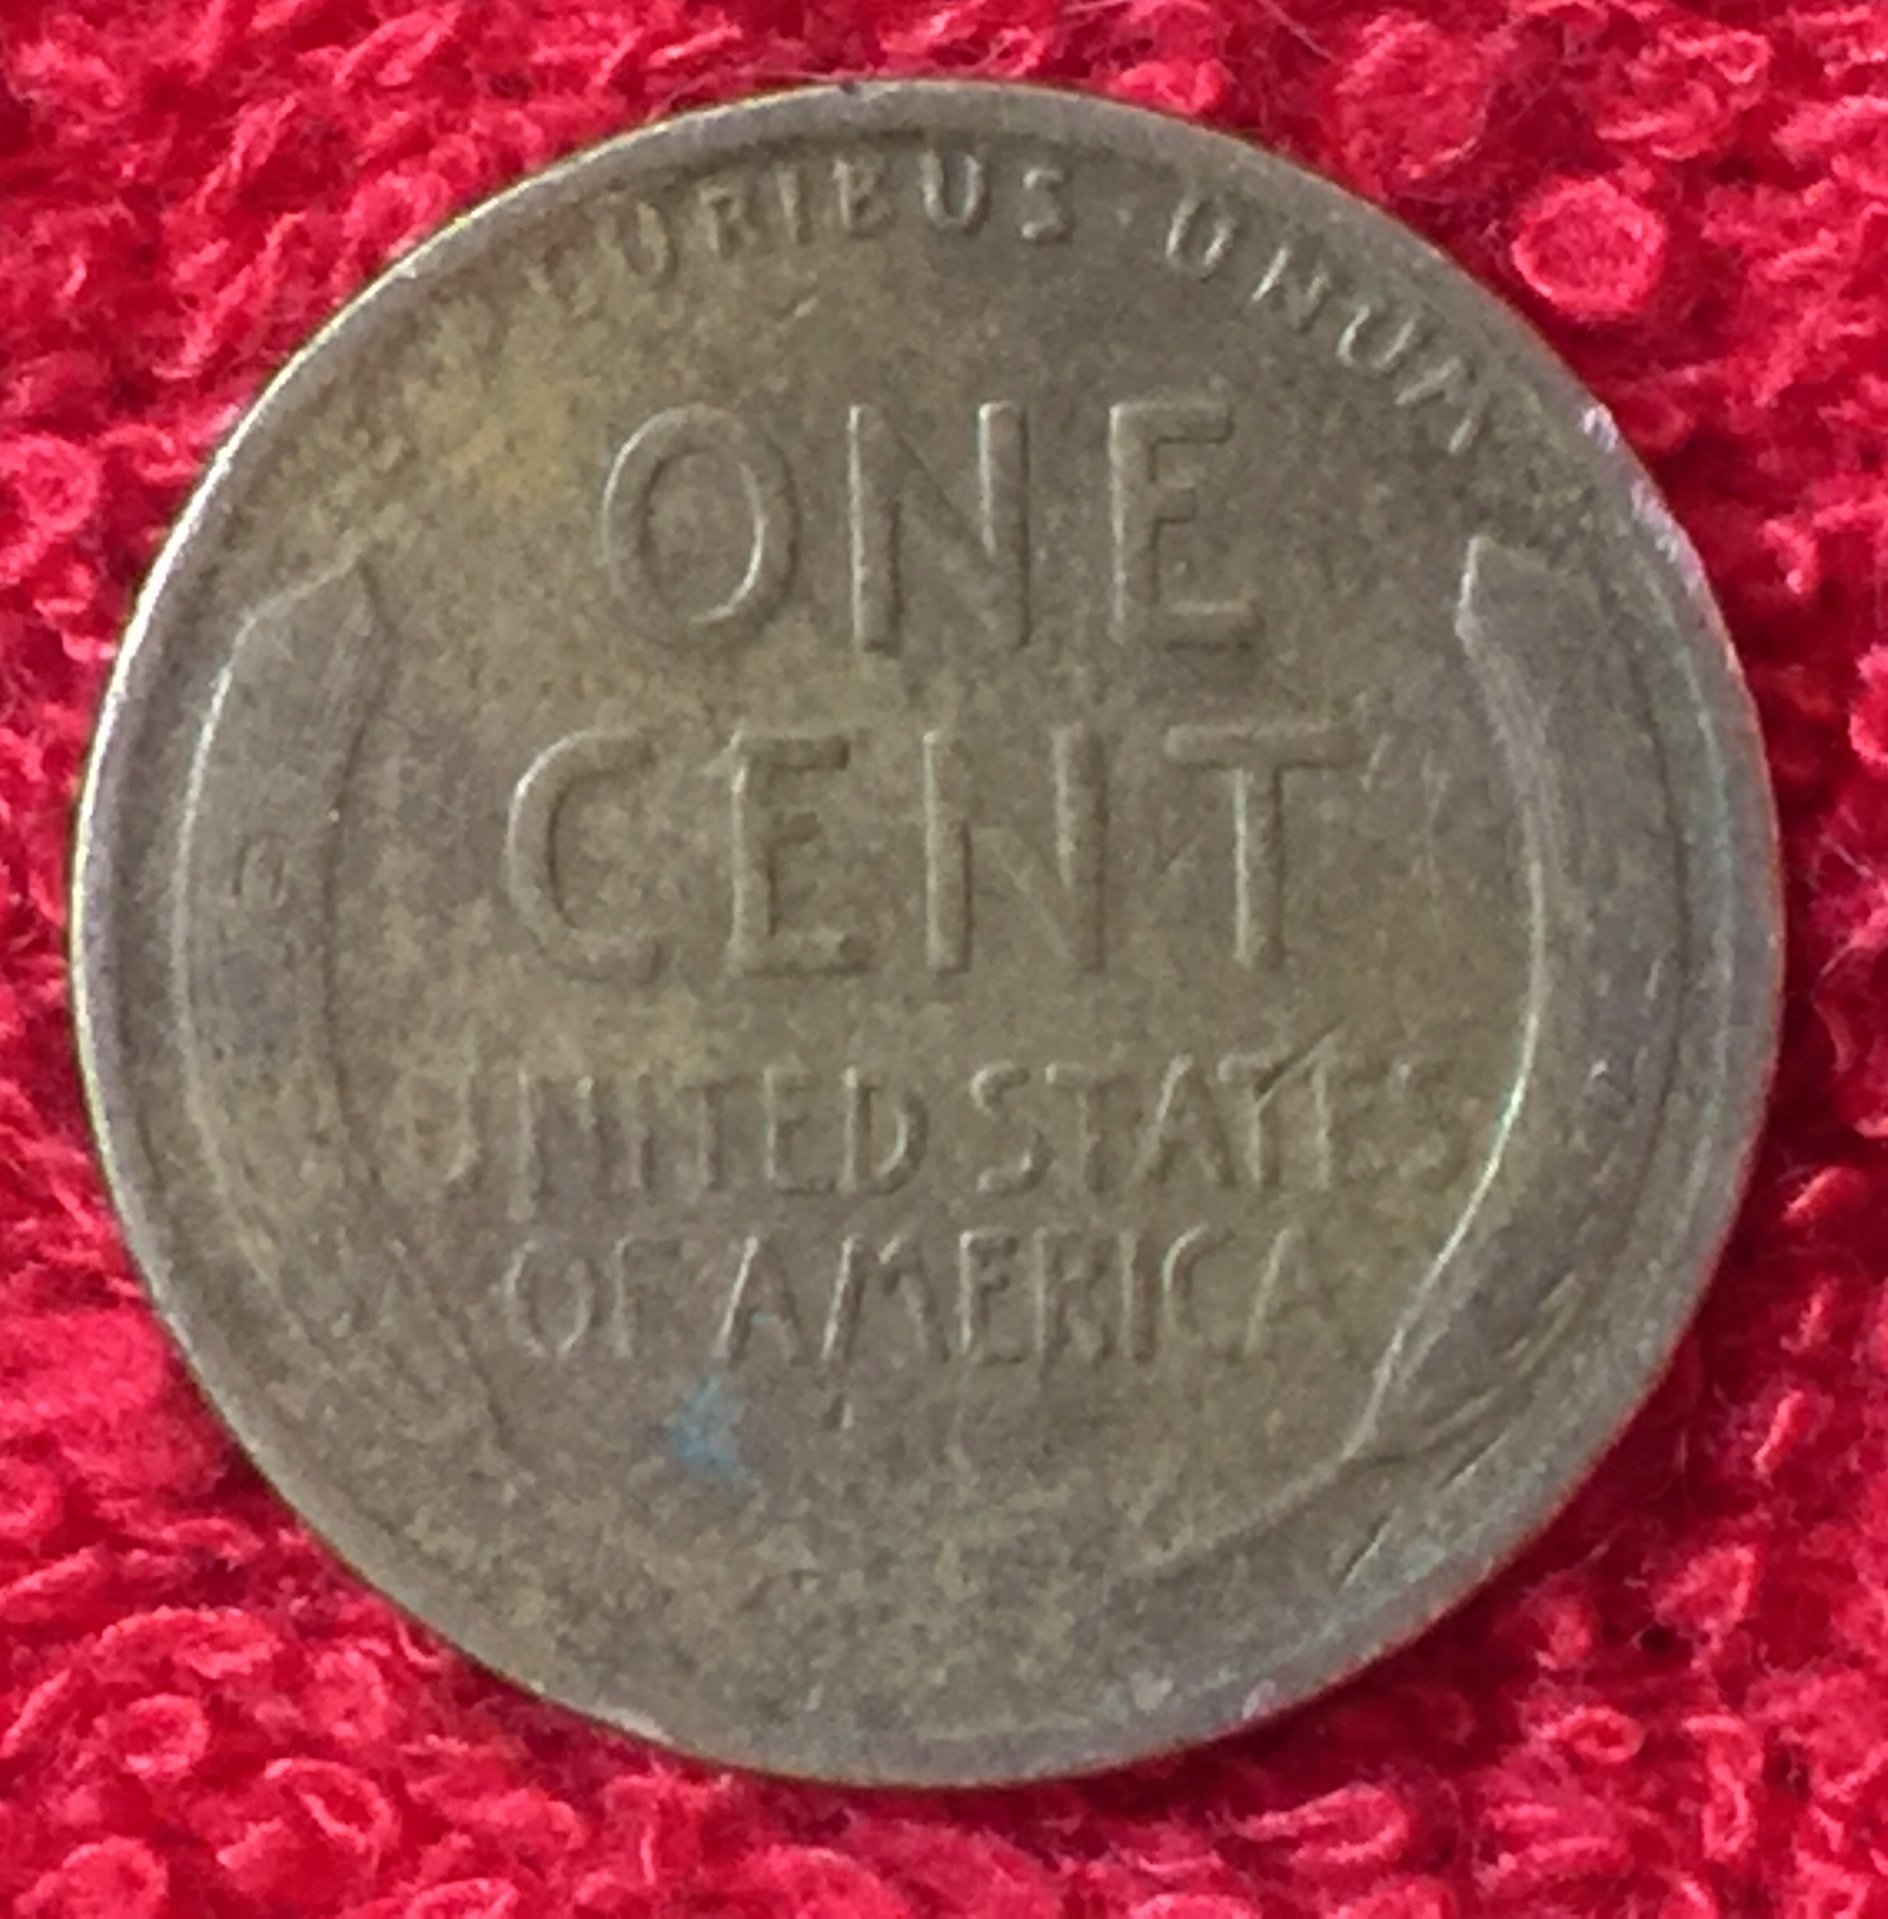 PLURIBUS · UNUM
ONE
CENT
UNITED STATES
OF AMERICA